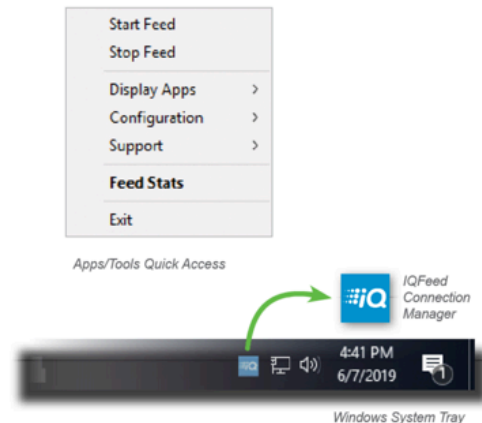 Start Feed
Stop Feed
Display Apps
Configuration
Support
Feed Stats
Exit
Apps/Tools Quick Access
iQ
IQFeed
Connection
Manager
iQ
4:41 PM
6/7/2019
1
Windows System Tray